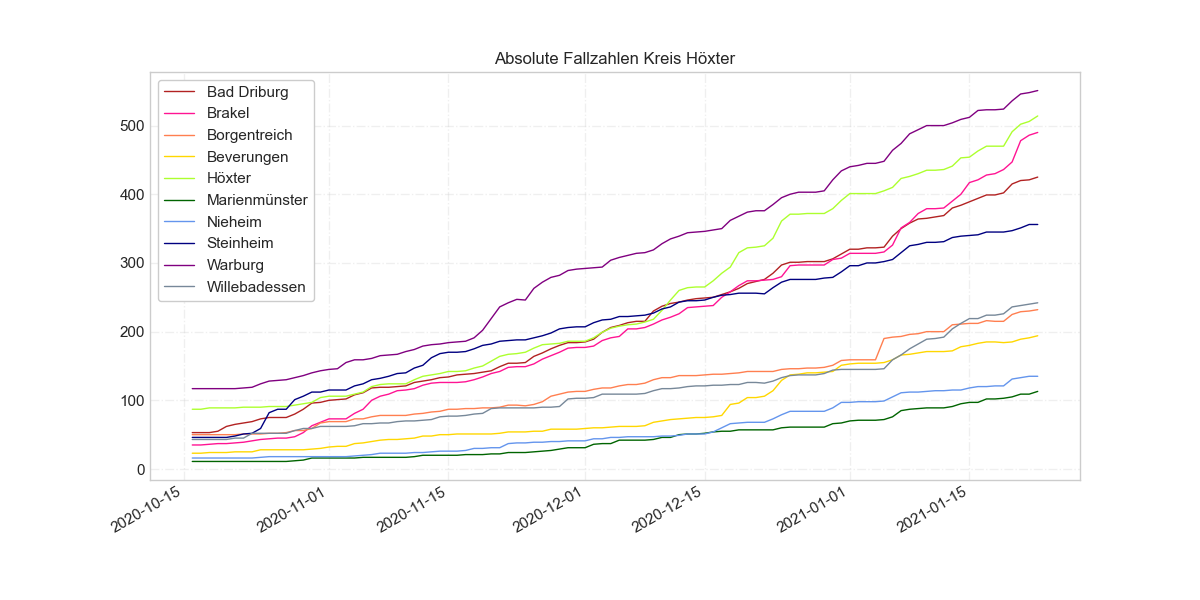 Absolute Fallzahlen Kreis Höxter
Bad Driburg
Brakel
Borgentreich
Beverungen
Höxter
Marienmünster
Nieheim
Steinheim
Warburg
Willebadessen
500
400
300
200
100
0
2020-10-15
2020-11-01
2020-11-15
2020-12-01
2020-12-15
2021-01-01
2021-01-15